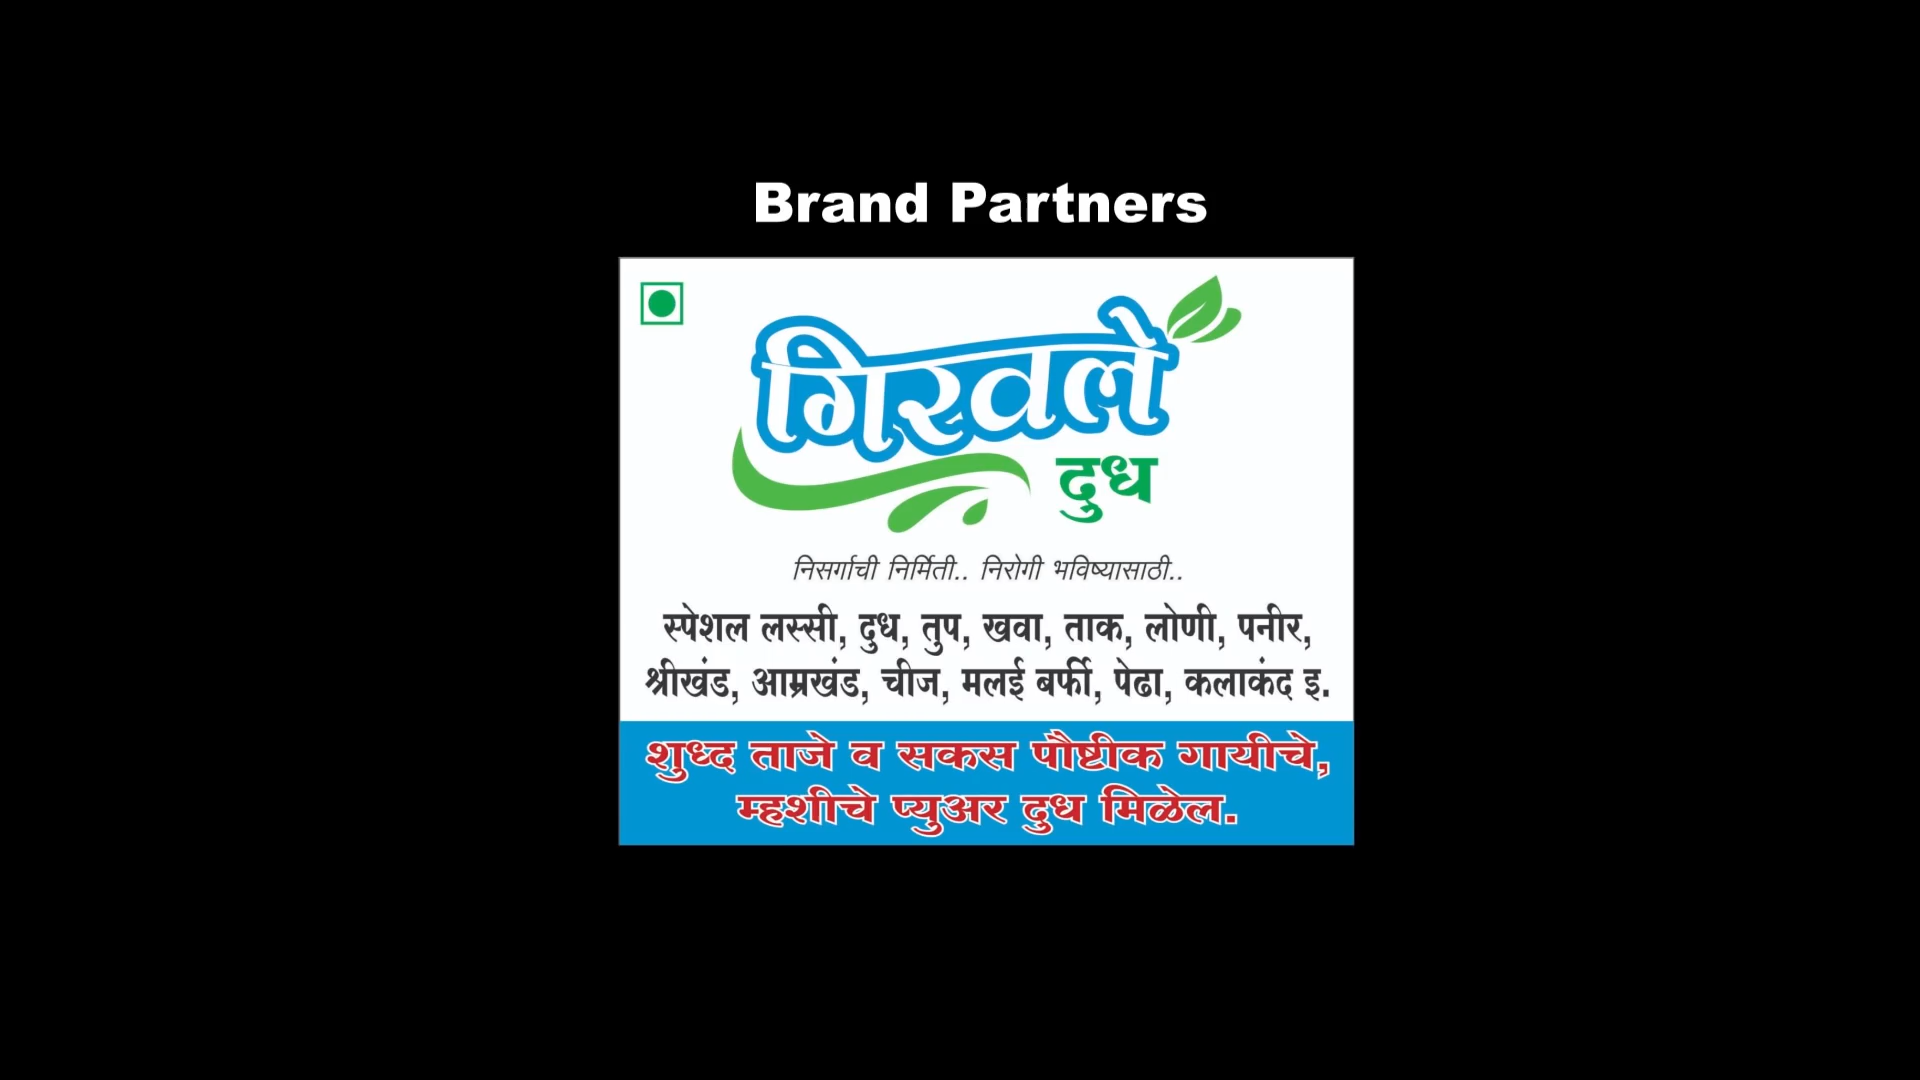 Brand Partners
गिरवले
दुध
निसर्गाची निर्मिती.. निरोगी भविष्यासाठी..
स्पेशल लस्सी, दुध, तुप, खवा, ताक, लोणी, पनीर,
श्रीखंड, आम्रखंड, चीज, मलई बर्फी, पेढा, कलाकंद इ.
शुध्द ताजे व सकस पौष्टीक गायीचे,
म्हशीचे प्युअर दुध मिळेल.